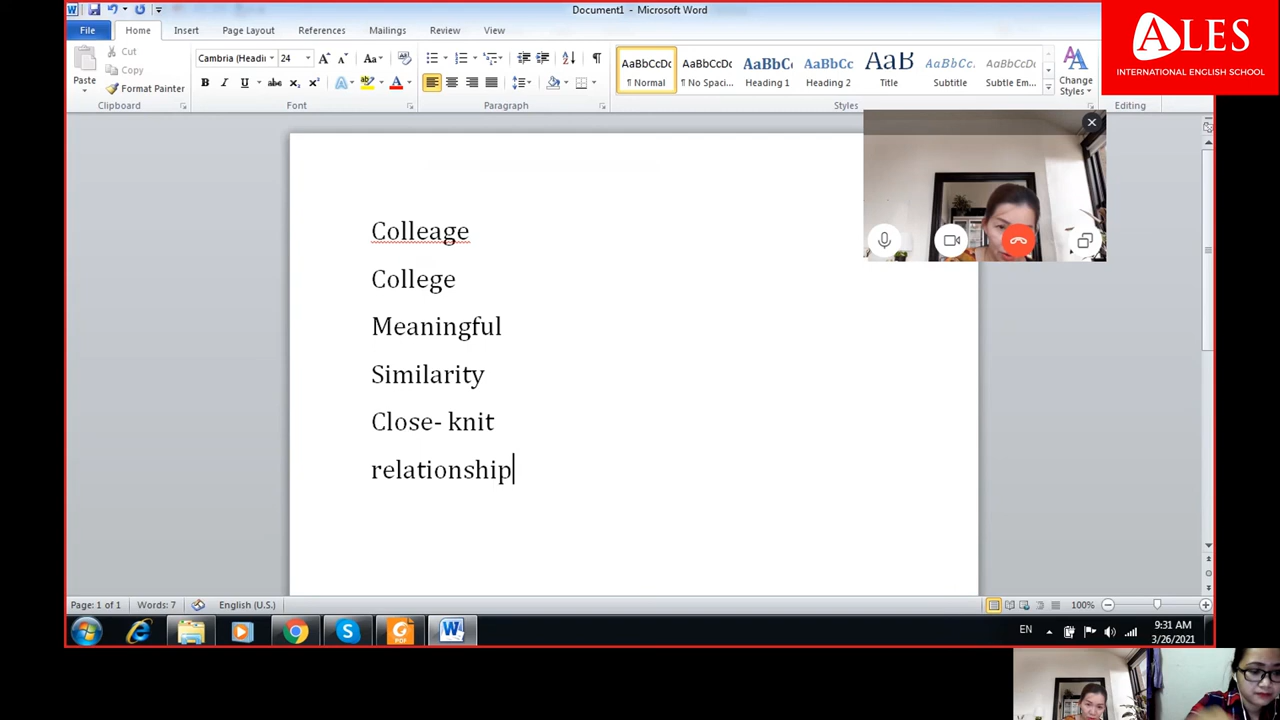 Document1 - Microsoft Word
ALES
INTERNATIONAL ENGLISH SCHOOL
File Home Insert Page Layout References Mailings Review View
Cut
Copy
Paste
Format Painter
Clipboard
Cambria (Headi 24
Font
Paragraph
AaBbCcDc AaBbCcDc AaBbC AaBbCc AaB AaBbCc. AaBbCcDc
¶ Normal ¶ No Spaci... Heading 1 Heading 2 Title Subtitle Subtle Em...
Change Styles
Styles
Editing
Colleage
College
Meaningful
Similarity
Close- knit
relationship
Page: 1 of 1 Words: 7 English (U.S.) 100%
EN 9:31 AM
3/26/2021